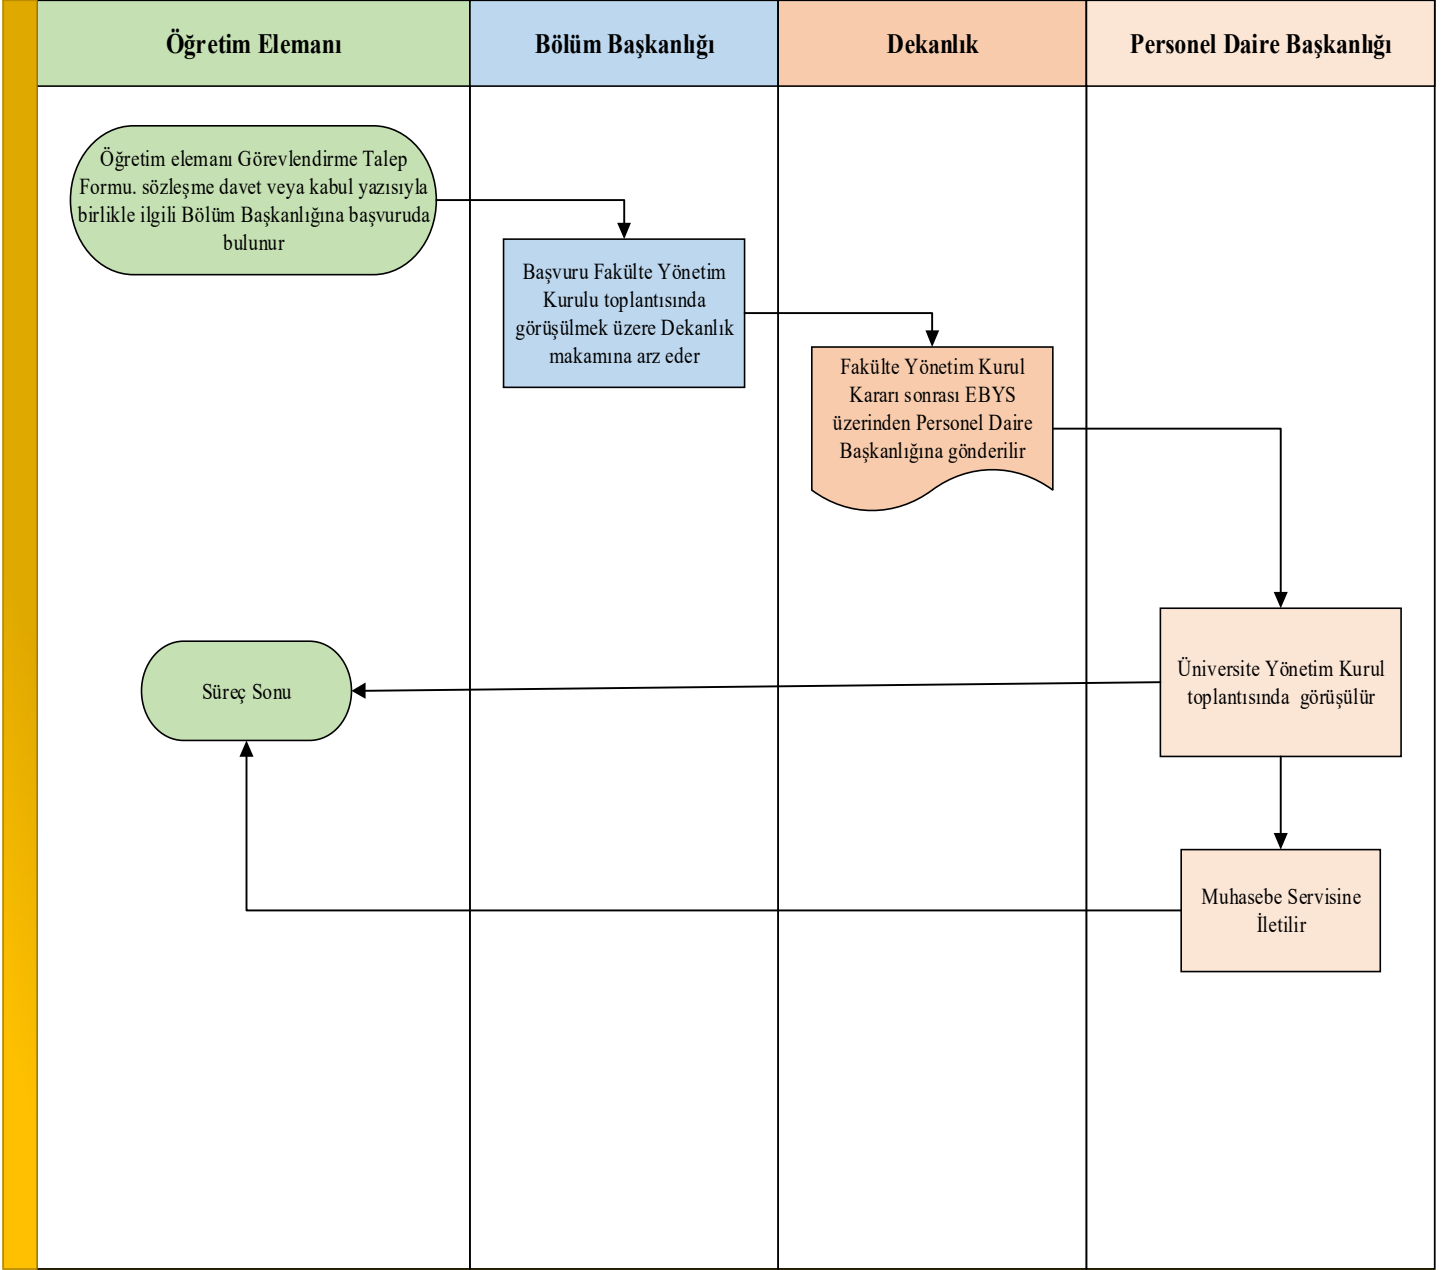 Öğretim Elemanı
Bölüm Başkanlığı
Dekanlık
Personel Daire Başkanlığı
Öğretim elemanı Görevlendirme Talep
Formu. sözleşme davet veya kabul yazısıyla
birlikle ilgili Bölüm Başkanlığına başvuruda
bulunur
Başvuru Fakülte Yönetim
Kurulu toplantısında
görüşülmek üzere Dekanlık
makamına arz eder
Fakülte Yönetim Kurul
Kararı sonrası EBYS
üzerinden Personel Daire
Başkanlığına gönderilir
Üniversite Yönetim Kurul
toplantısında  görüşülür
Süreç Sonu
Muhasebe Servisine
İletilir